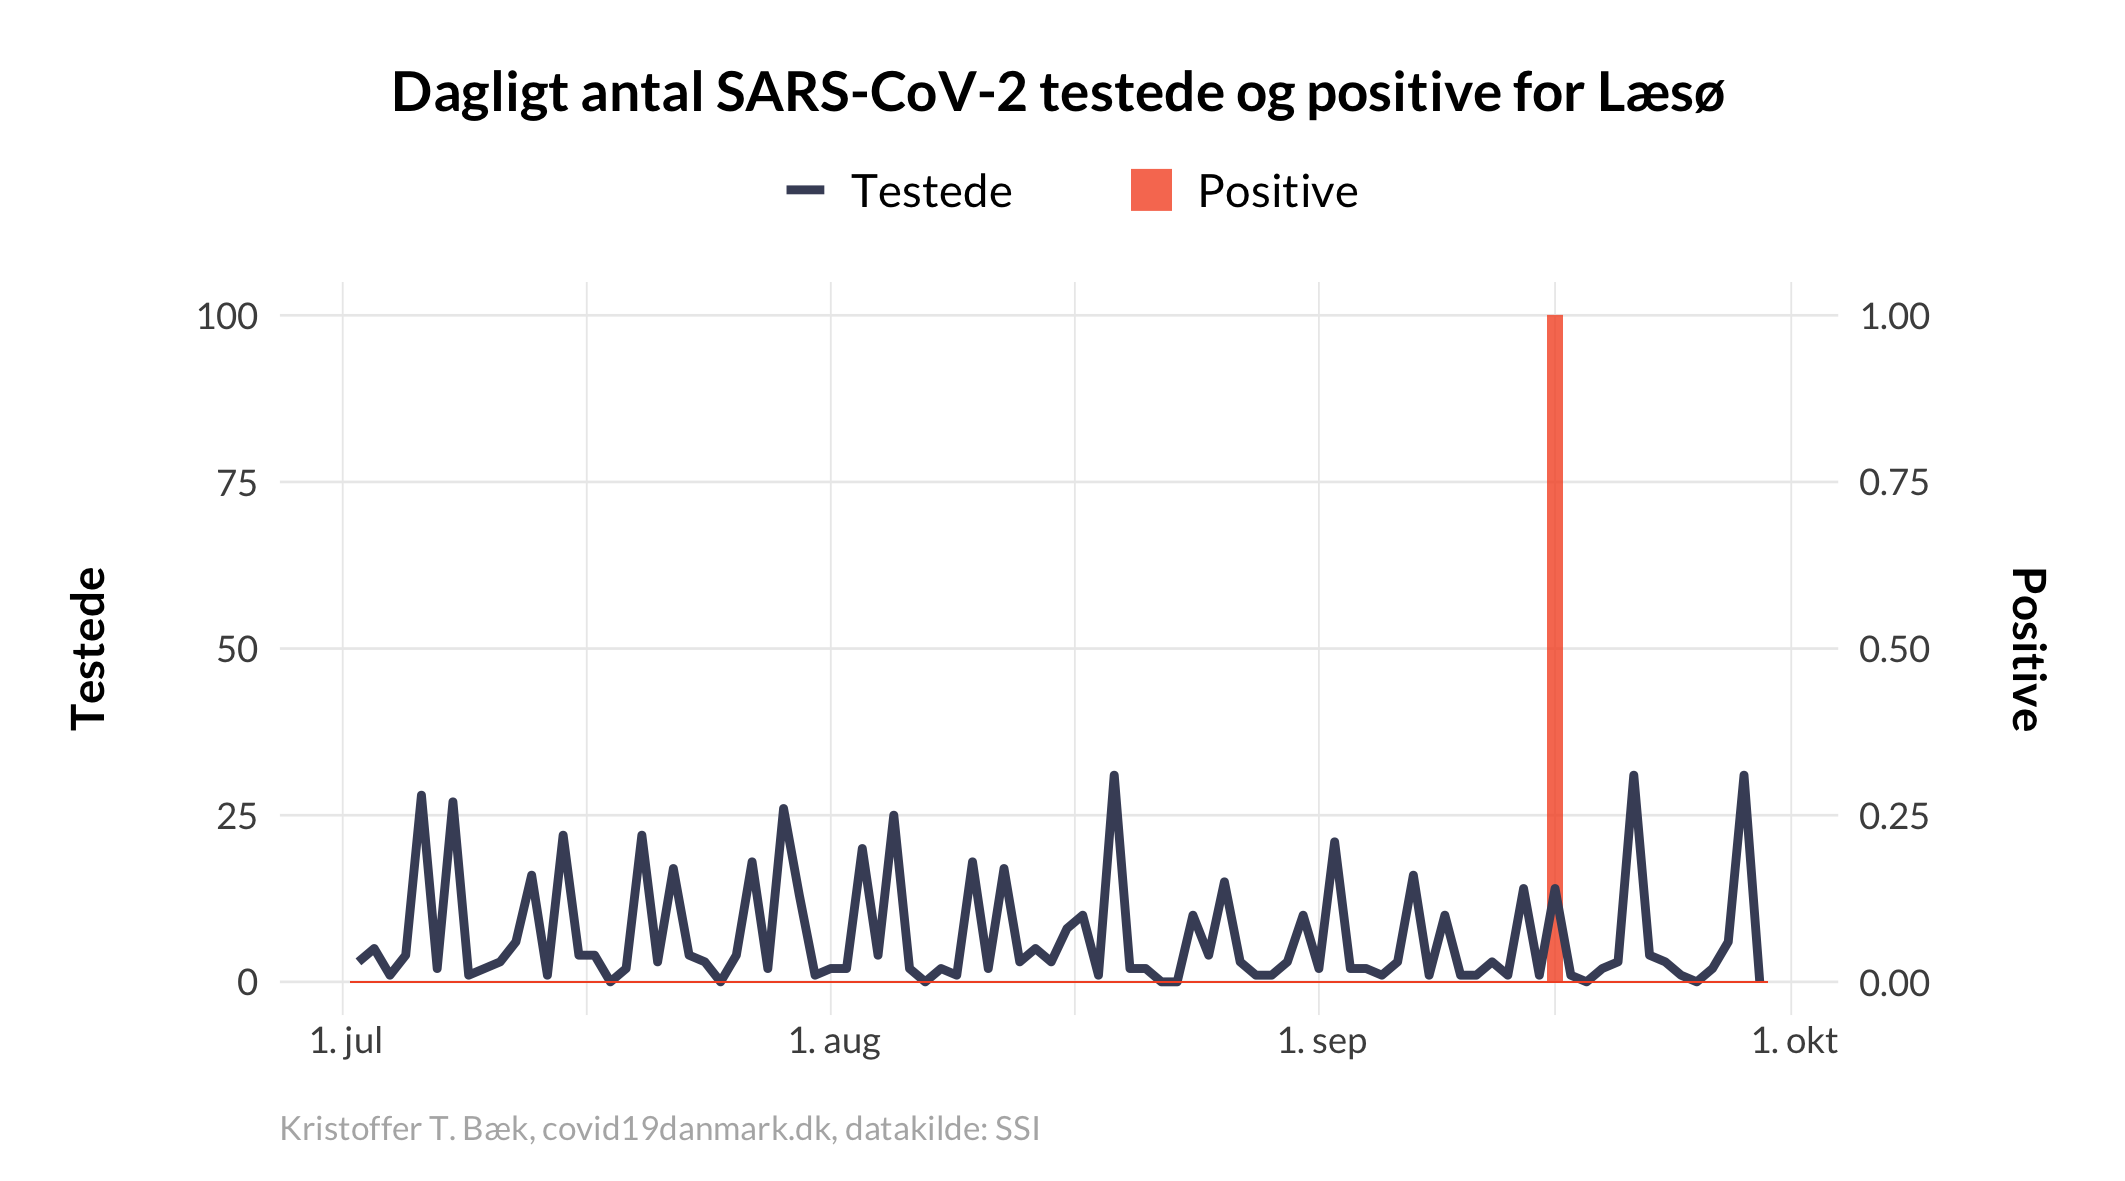 Dagligt antal SARS-CoV-2 testede og positive for Læsø
Testede Positive
100 1.00
75 0.75
50 0.50
25 0.25
0 0.00
Testede
Positive
1. jul 1. aug 1. sep 1. okt
Kristoffer T. Bæk, covid19danmark.dk, datakilde: SSI